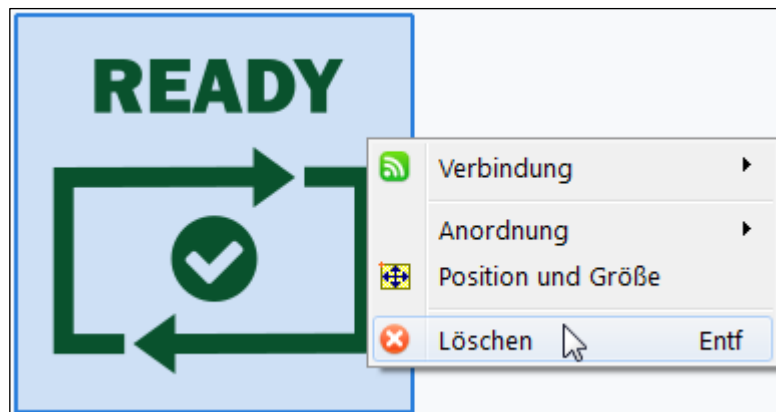 READY
Verbindung
Anordnung
Position und Größe
Löschen Entf